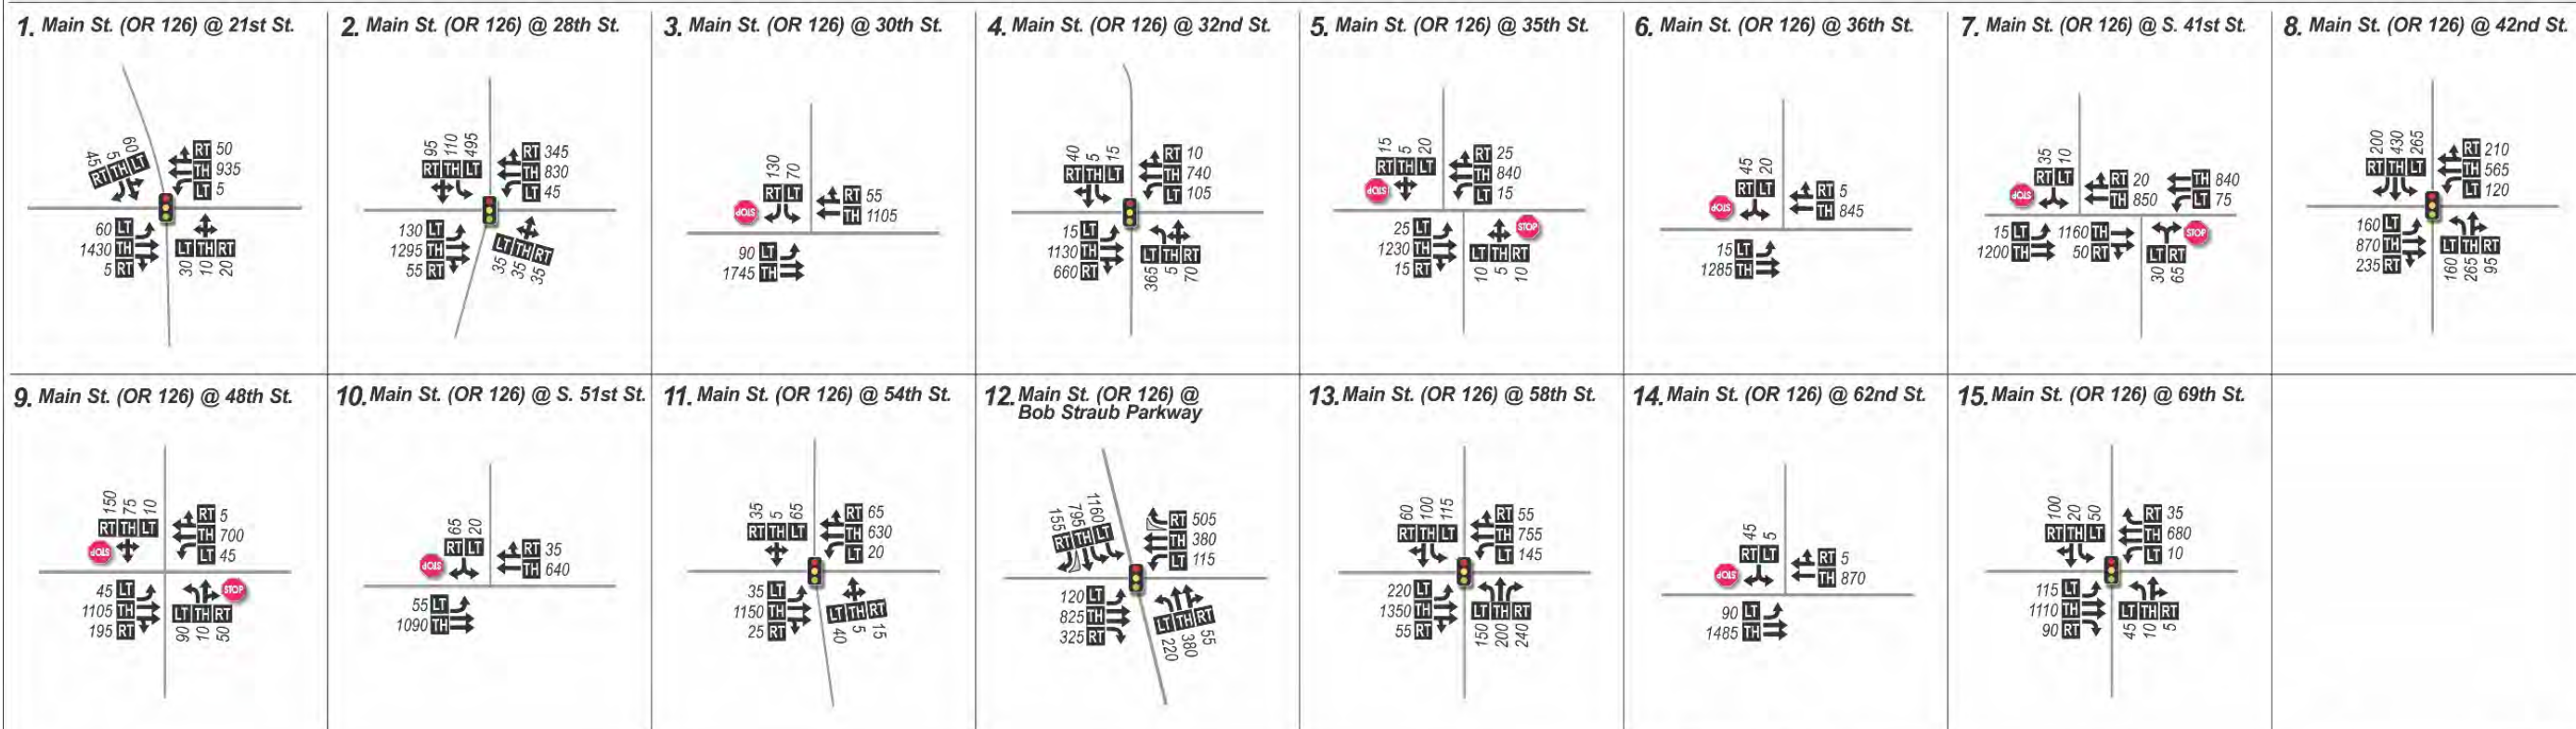 1. Main St. (OR 126) @ 21st St.
45 5 60
RT TH LT
RT 50
TH 935
LT 5
60 LT
1430 TH
5 RT
LT TH RT
30 10 20
2. Main St. (OR 126) @ 28th St.
95 110 495
RT TH LT
RT 345
TH 830
LT 45
130 LT
1295 TH
55 RT
LT TH RT
35 35 35
3. Main St. (OR 126) @ 30th St.
130 70
RT LT
STOP
RT 55
TH 1105
90 LT
1745 TH
4. Main St. (OR 126) @ 32nd St.
40 5 15
RT TH LT
RT 10
TH 740
LT 105
15 LT
1130 TH
660 RT
LT TH RT
365 5 70
5. Main St. (OR 126) @ 35th St.
15 5 20
RT TH LT
STOP
RT 25
TH 840
LT 15
25 LT
1230 TH
15 RT
STOP
LT TH RT
10 5 10
6. Main St. (OR 126) @ 36th St.
45 20
RT LT
STOP
RT 5
TH 845
15 LT
1285 TH
7. Main St. (OR 126) @ S. 41st St.
35 10
RT LT
STOP
RT 20
TH 850
TH 840
LT 75
15 LT
1200 TH
1160 TH
50 RT
STOP
LT RT
30 65
8. Main St. (OR 126) @ 42nd St.
200 430 265
RT TH LT
RT 210
TH 565
LT 120
160 LT
870 TH
235 RT
LT TH RT
160 265 95
9. Main St. (OR 126) @ 48th St.
150 75 10
RT TH LT
STOP
RT 5
TH 700
LT 45
45 LT
1105 TH
195 RT
STOP
LT TH RT
90 10 50
10. Main St. (OR 126) @ S. 51st St.
65 20
RT LT
STOP
RT 35
TH 640
55 LT
1090 TH
11. Main St. (OR 126) @ 54th St.
35 5 65
RT TH LT
RT 65
TH 630
LT 20
35 LT
1150 TH
25 RT
LT TH RT
40 5 15
12. Main St. (OR 126) @
Bob Straub Parkway
155 795 1160
RT TH LT
RT 505
TH 380
LT 115
120 LT
825 TH
325 RT
LT TH RT
220 380 55
13. Main St. (OR 126) @ 58th St.
60 100 115
RT TH LT
RT 55
TH 755
LT 145
220 LT
1350 TH
55 RT
LT TH RT
150 200 240
14. Main St. (OR 126) @ 62nd St.
45 5
RT LT
STOP
RT 5
TH 870
90 LT
1485 TH
15. Main St. (OR 126) @ 69th St.
100 20 50
RT TH LT
RT 35
TH 680
LT 10
115 LT
1110 TH
90 RT
LT TH RT
45 10 5